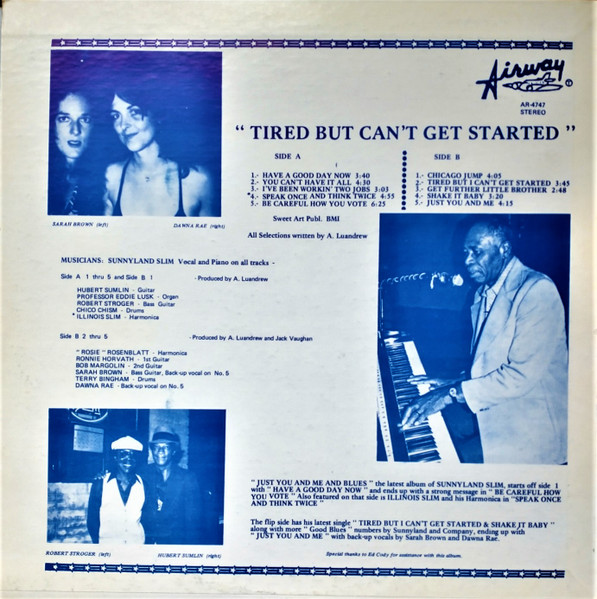 Airway
AR-4747
STEREO
" TIRED BUT CAN'T GET STARTED "
SIDE A
1.- HAVE A GOOD DAY NOW 3:40
2.- YOU CAN'T HAVE IT ALL 4:30
3.- I'VE BEEN WORKIN' TWO JOBS 3:03
*4.- SPEAK ONCE AND THINK TWICE 4:55
5.- BE CAREFUL HOW YOU VOTE 6:25
SIDE B
1.- CHICAGO JUMP 4:05
2.- TIRED BUT I CAN'T GET STARTED 3:45
3.- GET FURTHER LITTLE BROTHER 2:48
4.- SHAKE IT BABY 3:20
5.- JUST YOU AND ME 4:15
Sweet Art Publ. BMI
All Selections written by A. Luandrew
SARAH BROWN (left) DAWNA RAE (right)
MUSICIANS: SUNNYLAND SLIM Vocal and Piano on all tracks -
Side A 1 thru 5 and Side B 1 - Produced by A. Luandrew
HUBERT SUMLIN - Guitar
PROFESSOR EDDIE LUSK - Organ
ROBERT STROGER - Bass Guitar
CHICO CHISM - Drums
* ILLINOIS SLIM - Harmonica
Side B 2 thru 5 - Produced by A. Luandrew and Jack Vaughan
" ROSIE " ROSENBLATT - Harmonica
RONNIE HORVATH - 1st Guitar
BOB MARGOLIN - 2nd Guitar
SARAH BROWN - Bass Guitar, Back-up vocal on No. 5
TERRY BINGHAM - Drums
DAWNA RAE - Back-up vocal on No. 5
ROBERT STROGER (left) HUBERT SUMLIN (right)
" JUST YOU AND ME AND BLUES " the latest album of SUNNYLAND SLIM, starts off side 1
with " HAVE A GOOD DAY NOW " and ends up with a strong message in " BE CAREFUL HOW
YOU VOTE " Also featured on that side is ILLINOIS SLIM and his Harmonica in "SPEAK ONCE
AND THINK TWICE "
The flip side has his latest single " TIRED BUT I CAN'T GET STARTED & SHAKE IT BABY "
along with more " Good Blues " numbers by Sunnyland and Company, ending up with
" JUST YOU AND ME " with back-up vocals by Sarah Brown and Dawna Rae.
Special thanks to Ed Cody for assistance with this album.